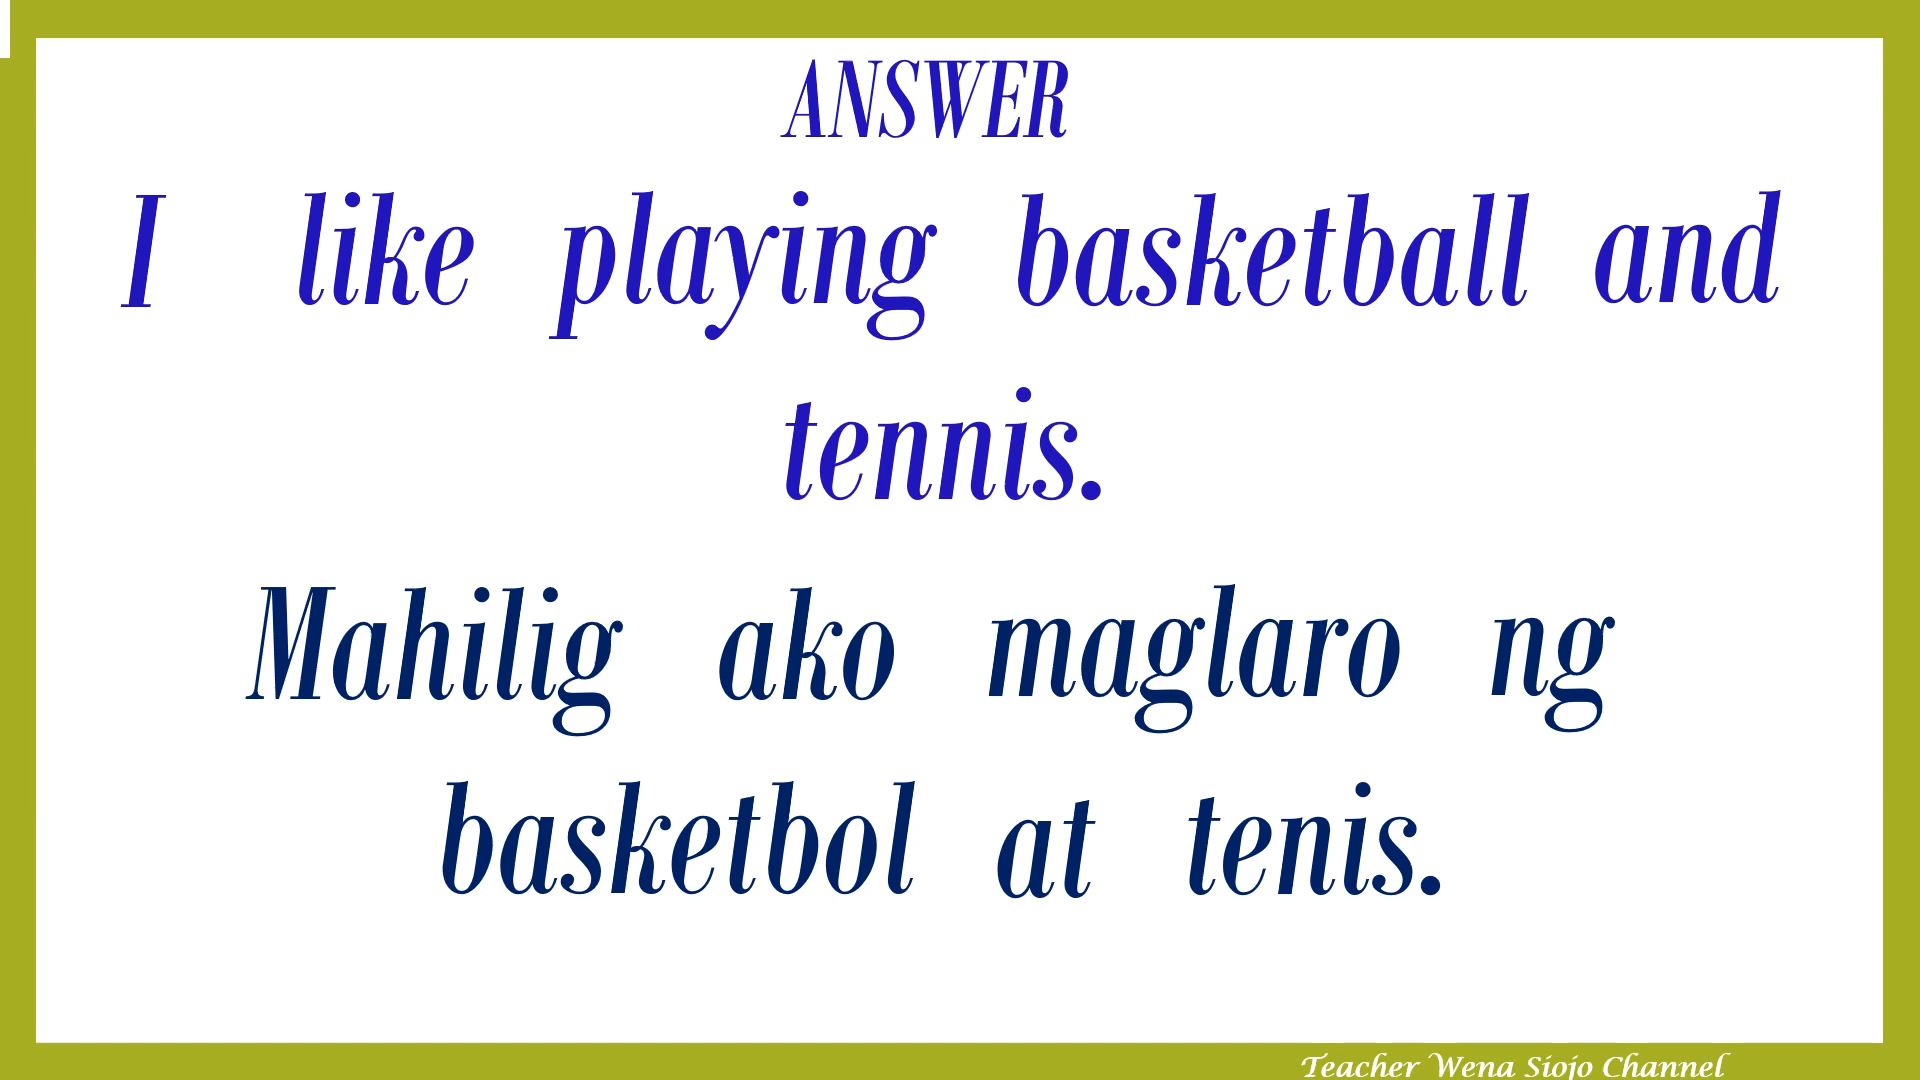 ANSWER
I like playing basketball and
tennis.
Mahilig ako maglaro ng
basketbol at tenis.
Teacher Wena Siojo Channel